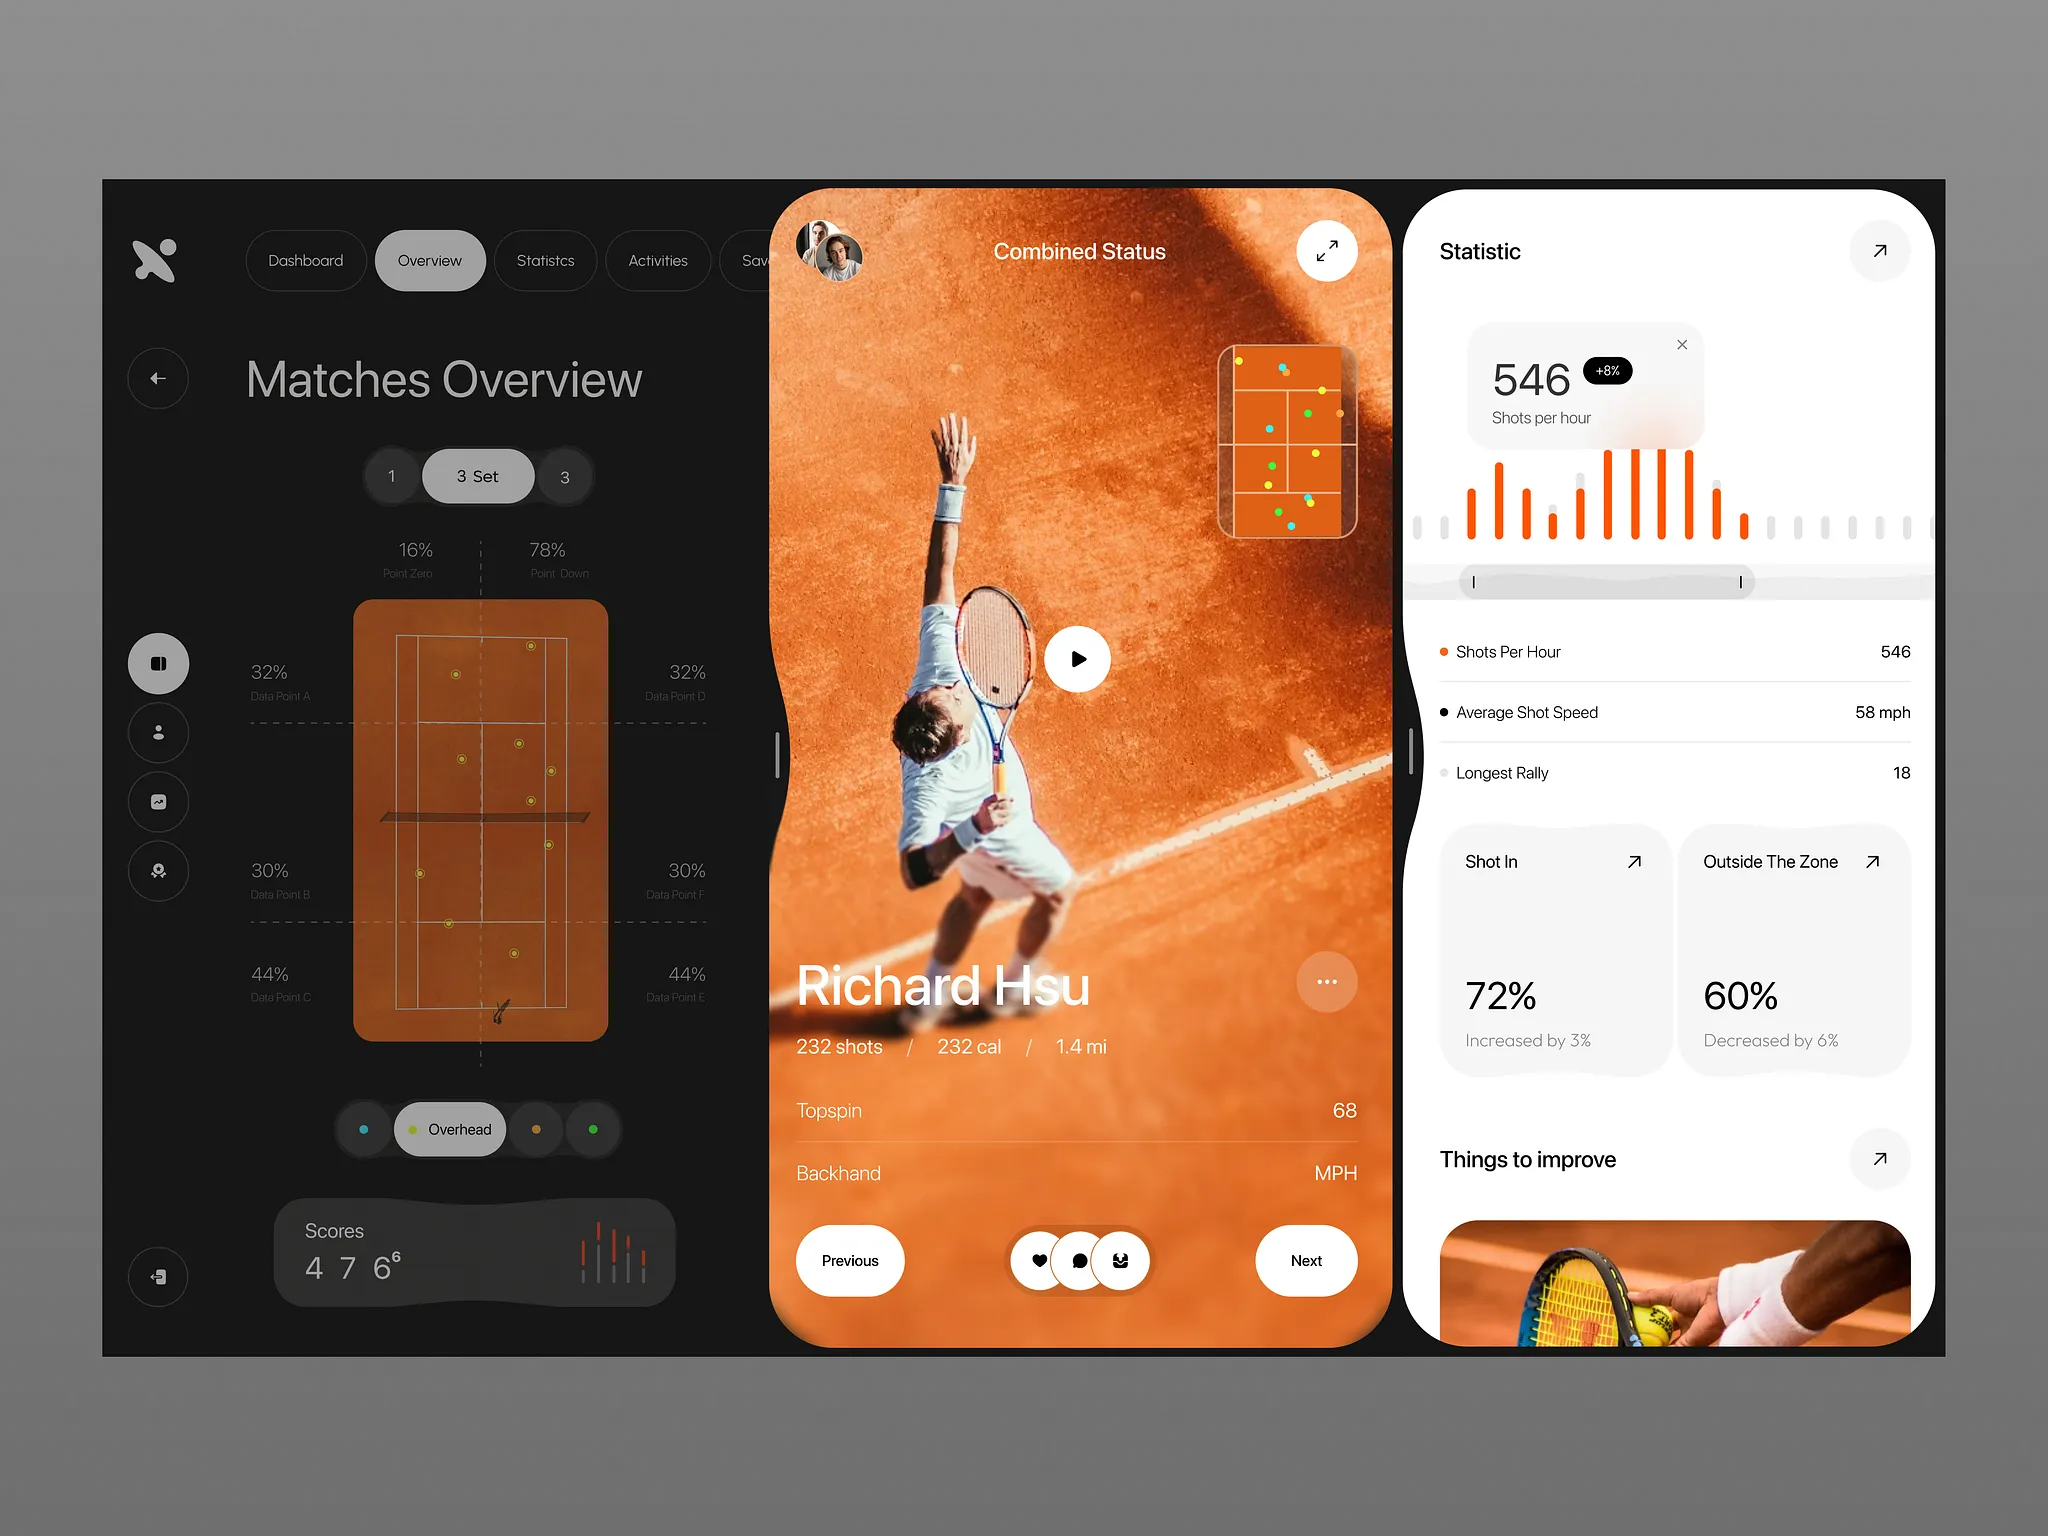 Dashboard
Overview
Statistcs
Activities
Sav
Matches Overview
1
3 Set
3
16%
Point Zero
78%
Point Down
32%
Data Point A
32%
Data Point D
30%
Data Point B
30%
Data Point F
44%
Data Point C
44%
Data Point E
Overhead
Scores
4 7 6⁶
Combined Status
Richard Hsu
232 shots / 232 cal / 1.4 mi
Topspin 68
Backhand MPH
Previous
Next
Statistic
546 +8%
Shots per hour
Shots Per Hour 546
Average Shot Speed 58 mph
Longest Rally 18
Shot In
72%
Increased by 3%
Outside The Zone
60%
Decreased by 6%
Things to improve